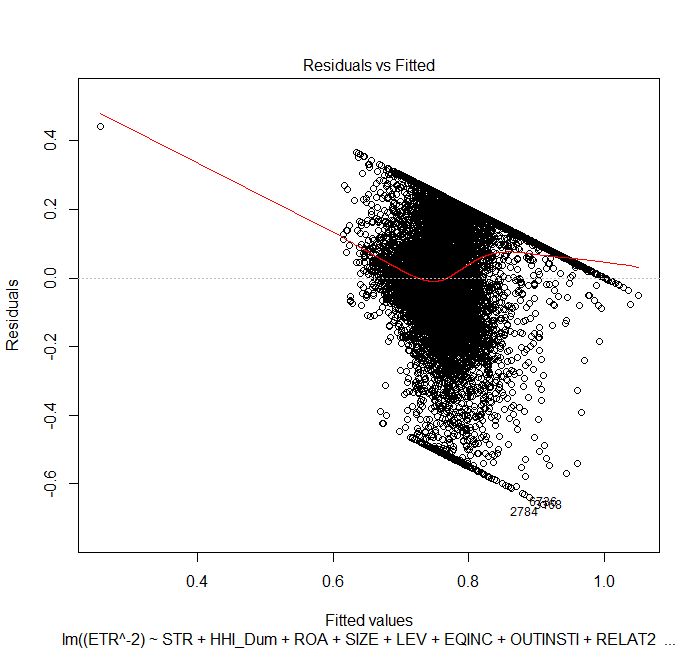 Residuals vs Fitted
Residuals
0.4
0.2
0.0
-0.2
-0.4
-0.6
2784
0.4 0.6 0.8 1.0
Fitted values
lm((ETR^-2) ~ STR + HHI_Dum + ROA + SIZE + LEV + EQINC + OUTINSTI + RELAT2 ...